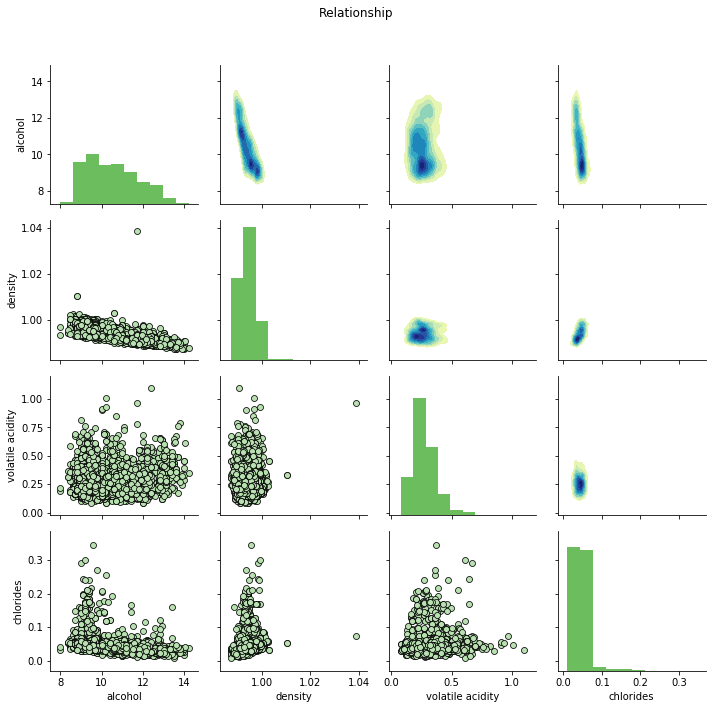 Relationship
alcohol
14
12
10
8
density
1.04
1.02
1.00
volatile acidity
1.00
0.75
0.50
0.25
0.00
chlorides
0.3
0.2
0.1
0.0
8 10 12 14
1.00 1.02 1.04
0.0 0.5 1.0
0.0 0.1 0.2 0.3
alcohol density volatile acidity chlorides